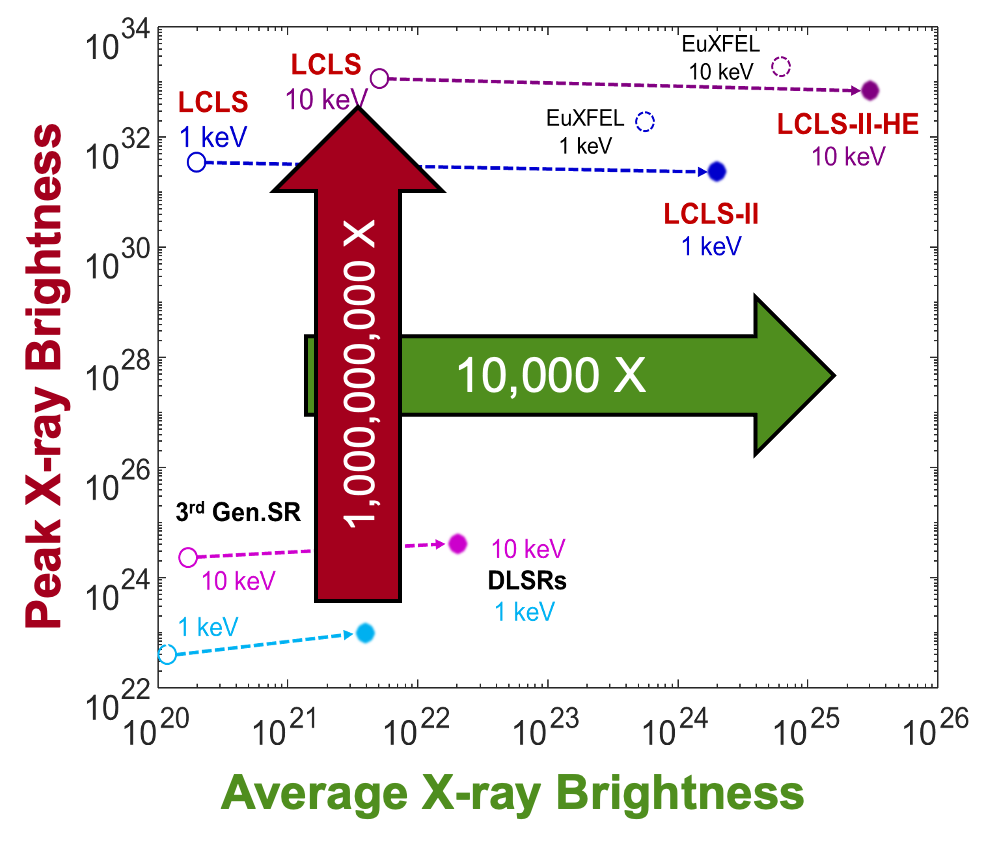 Peak X-ray Brightness
10³⁴
10³²
10³⁰
10²⁸
10²⁶
10²⁴
10²²
LCLS
1 keV
LCLS
10 keV
EuXFEL
10 keV
EuXFEL
1 keV
LCLS-II-HE
10 keV
LCLS-II
1 keV
1,000,000,000 X
10,000 X
3ʳᵈ Gen.SR
10 keV
1 keV
10 keV
DLSRs
1 keV
10²⁰ 10²¹ 10²² 10²³ 10²⁴ 10²⁵ 10²⁶
Average X-ray Brightness